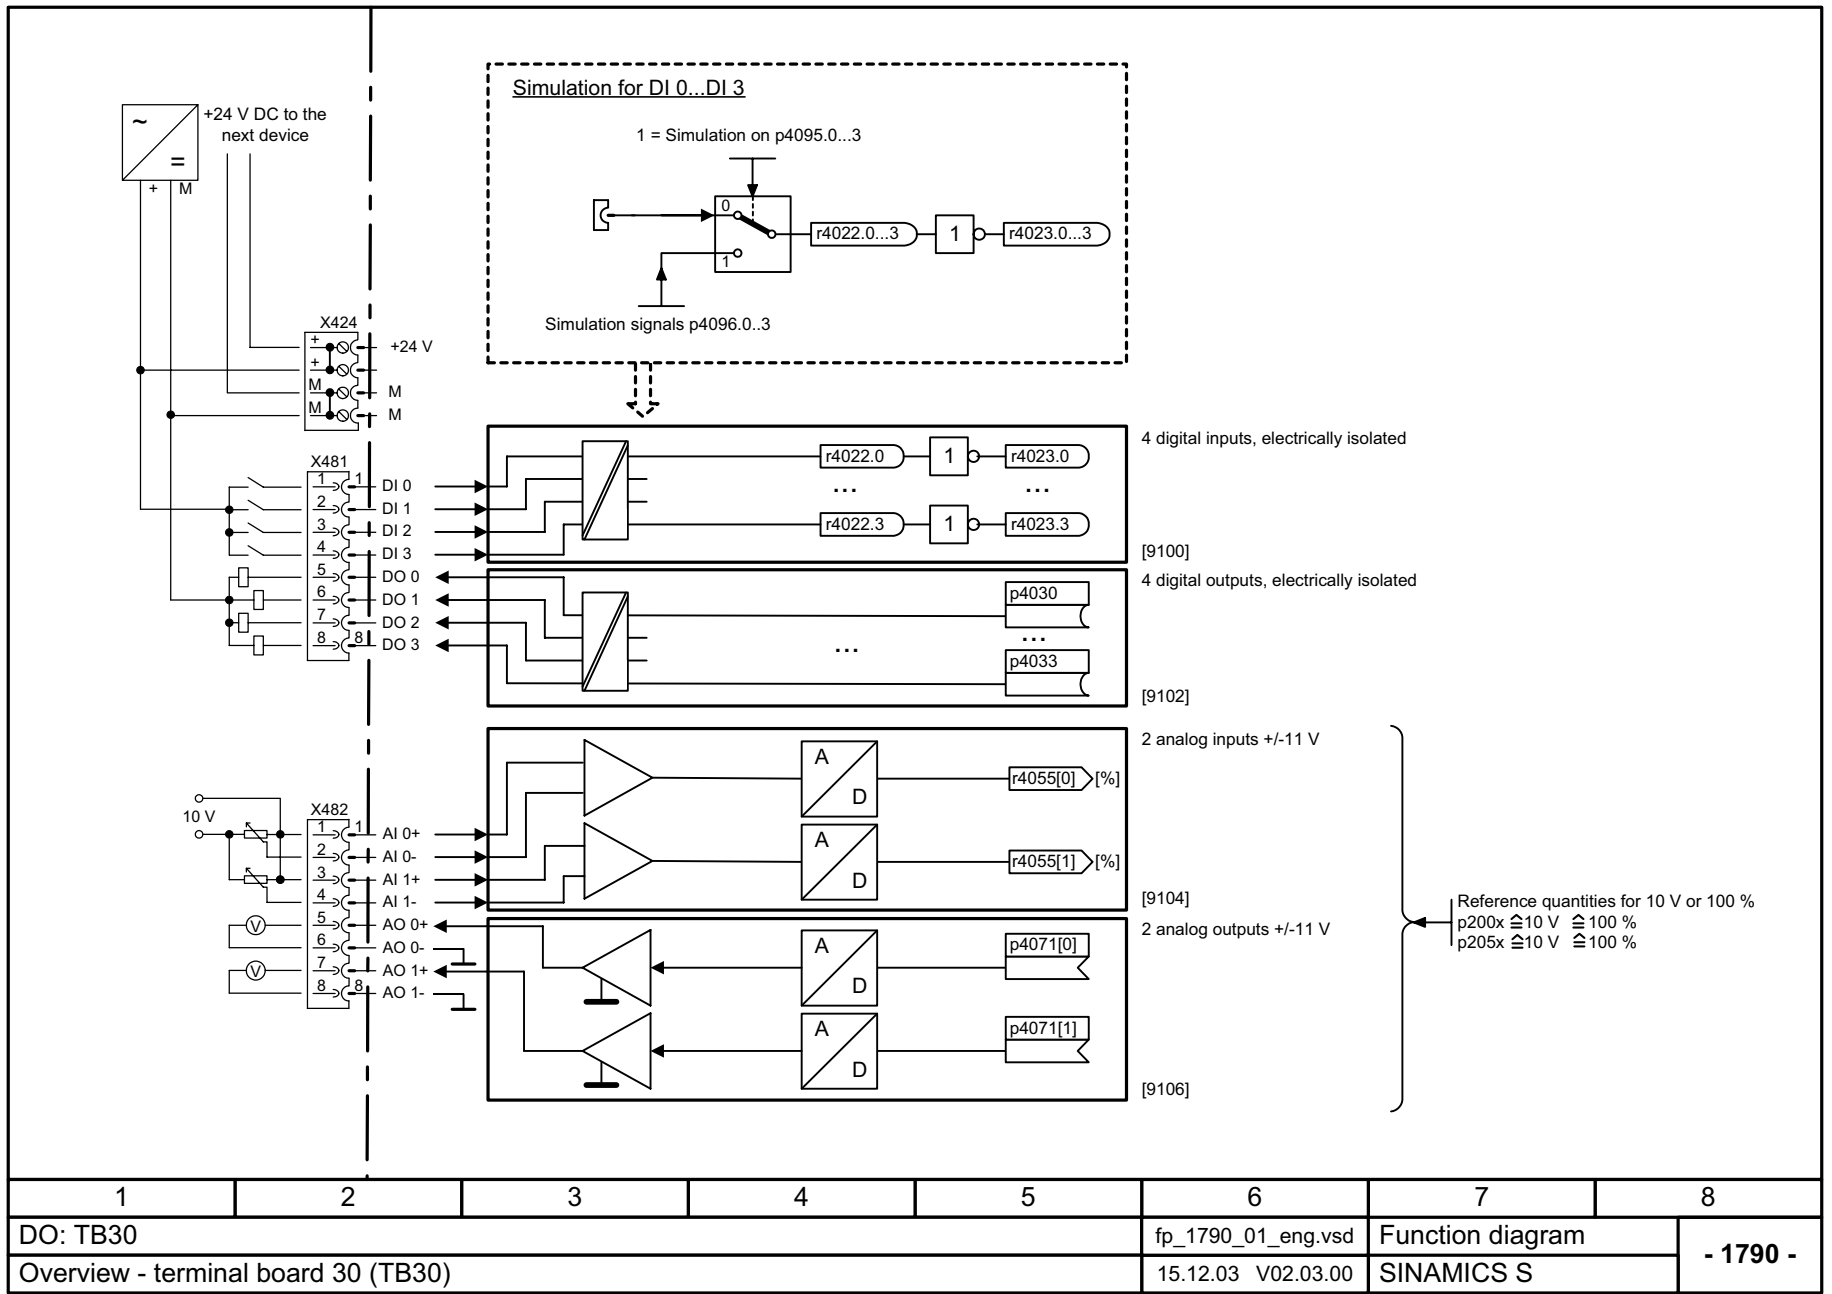 Simulation for DI 0...DI 3
1 = Simulation on p4095.0...3
0
1
r4022.0...3
1
r4023.0...3
Simulation signals p4096.0..3
~
=
+
M
+24 V DC to the
next device
X424
+
+24 V
+
M
M
M
M
X481
1 1 DI 0
2 DI 1
3 DI 2
4 DI 3
5 DO 0
6 DO 1
7 DO 2
8 8 DO 3
r4022.0
1
r4023.0
...
...
r4022.3
1
r4023.3
4 digital inputs, electrically isolated
[9100]
p4030
...
...
p4033
4 digital outputs, electrically isolated
[9102]
10 V
X482
1 1 AI 0+
2 AI 0-
3 AI 1+
4 AI 1-
5 AO 0+
6 AO 0-
7 AO 1+
8 8 AO 1-
V
V
A
D
r4055[0]
[%]
A
D
r4055[1]
[%]
2 analog inputs +/-11 V
[9104]
A
D
p4071[0]
A
D
p4071[1]
2 analog outputs +/-11 V
[9106]
Reference quantities for 10 V or 100 %
p200x ≙10 V ≙100 %
p205x ≙10 V ≙100 %
1 2 3 4 5 6 7 8
DO: TB30
fp_1790_01_eng.vsd
Function diagram
- 1790 -
Overview - terminal board 30 (TB30)
15.12.03 V02.03.00
SINAMICS S